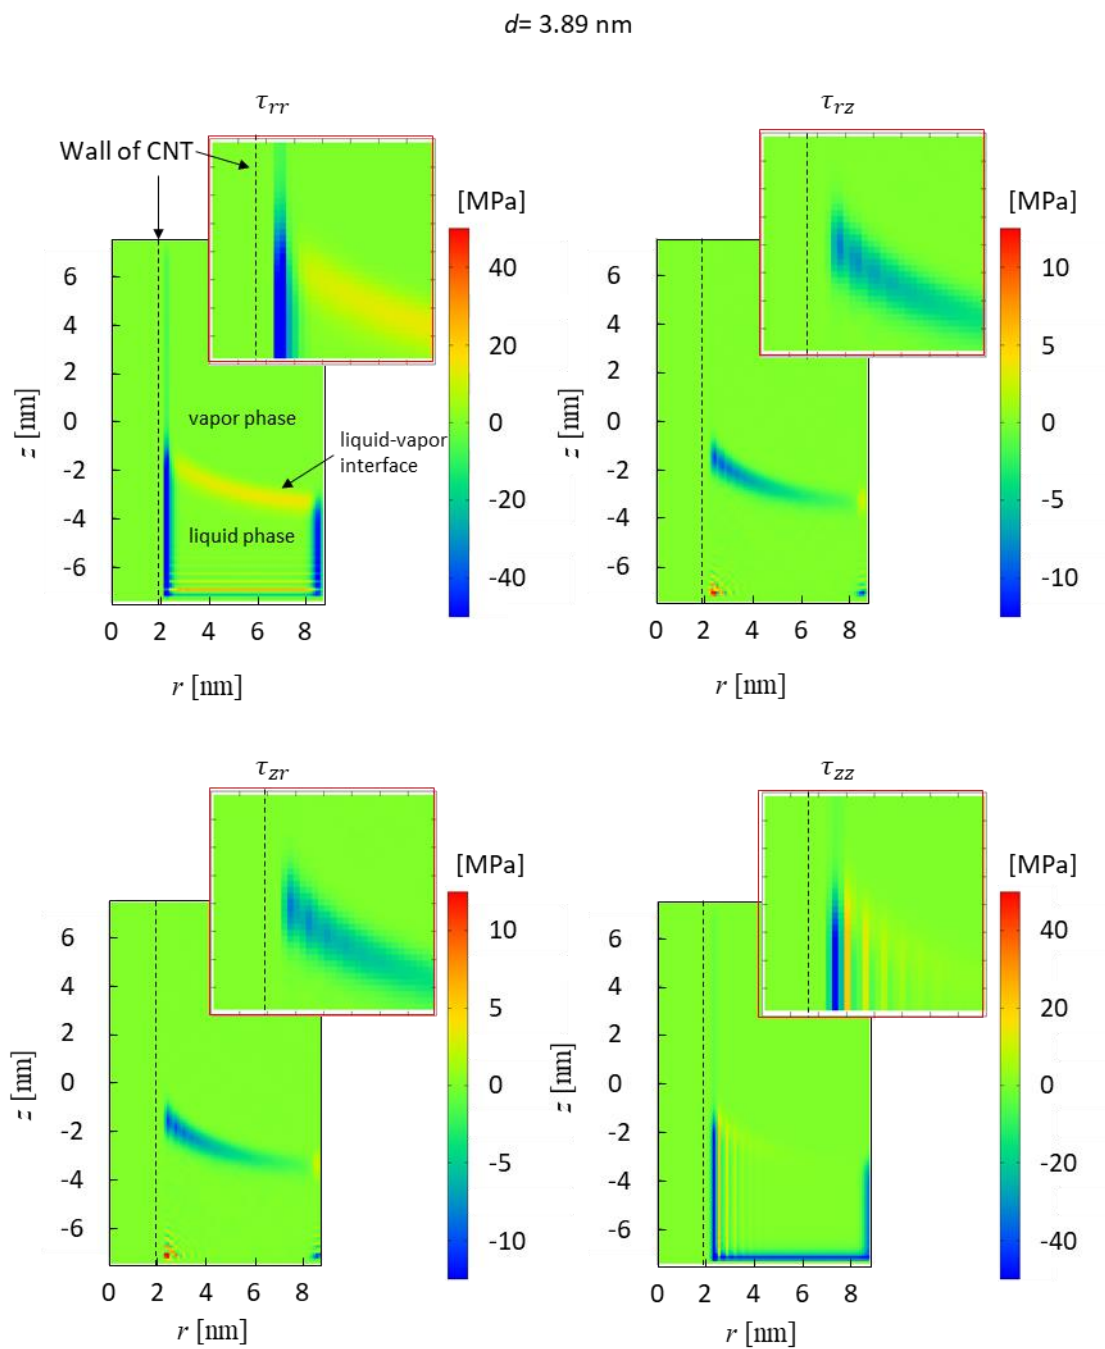 d= 3.89 nm
τrr
Wall of CNT
[MPa]
40
20
0
-20
-40
6
4
2
0
-2
-4
-6
z [nm]
vapor phase
liquid-vapor
interface
liquid phase
0 2 4 6 8
r [nm]
τrz
[MPa]
10
5
0
-5
-10
6
4
2
0
-2
-4
-6
z [nm]
0 2 4 6 8
r [nm]
τzr
[MPa]
10
5
0
-5
-10
6
4
2
0
-2
-4
-6
z [nm]
0 2 4 6 8
r [nm]
τzz
[MPa]
40
20
0
-20
-40
6
4
2
0
-2
-4
-6
z [nm]
0 2 4 6 8
r [nm]